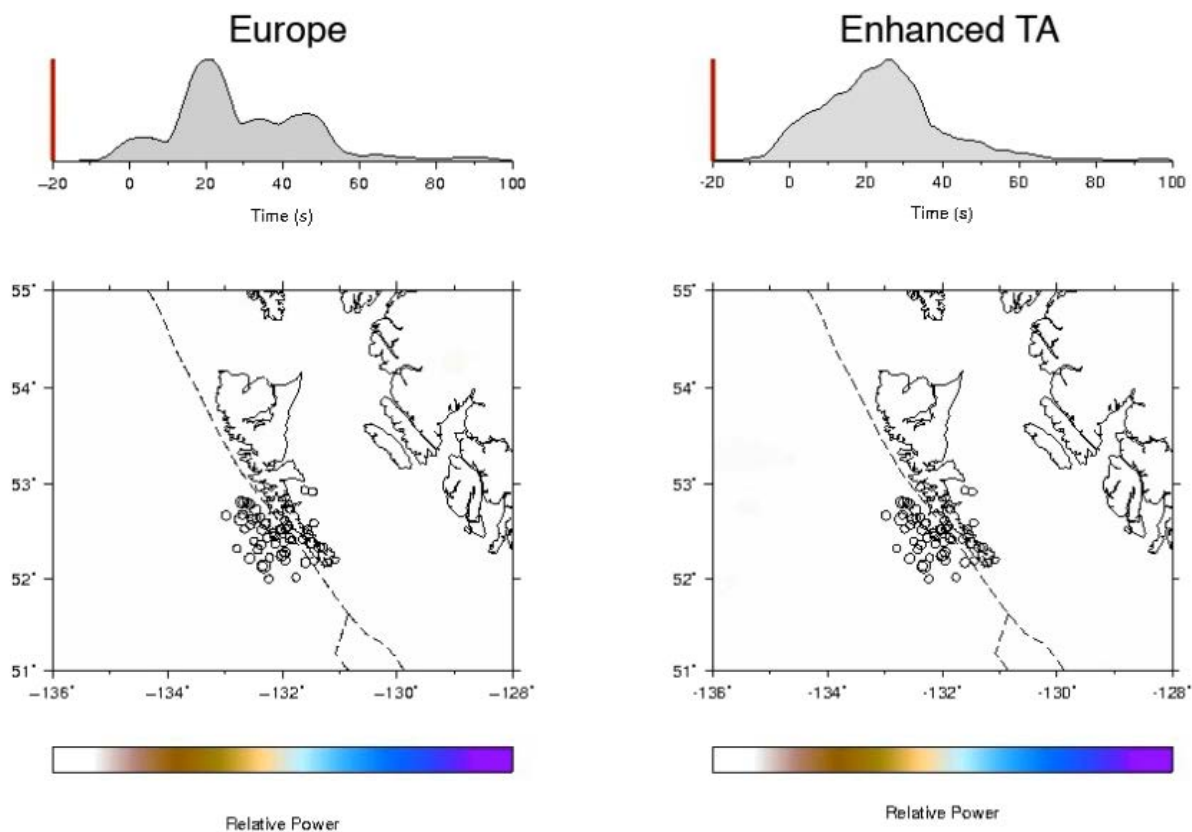 Europe
Enhanced TA
−20 0 20 40 60 80 100
-20 0 20 40 60 80 100
Time (s)
Time (s)
55˚
54˚
53˚
52˚
51˚
−136˚ −134˚ −132˚ −130˚ −128˚
55˚
54˚
53˚
52˚
51˚
-136˚ -134˚ -132˚ -130˚ -128˚
Relative Power
Relative Power